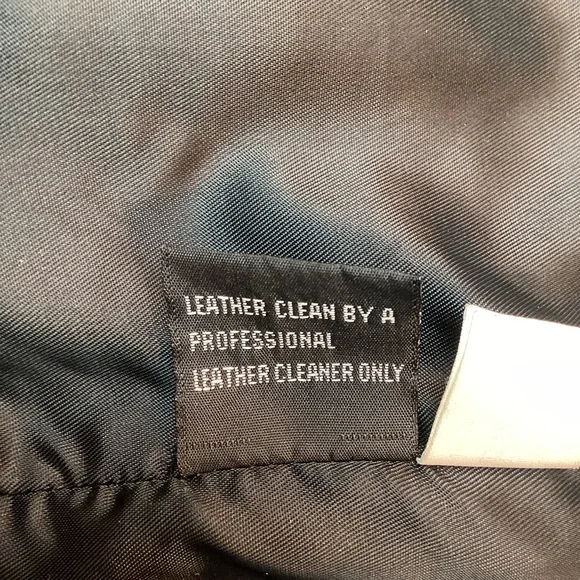 LEATHER CLEAN BY A
PROFESSIONAL
LEATHER CLEANER ONLY